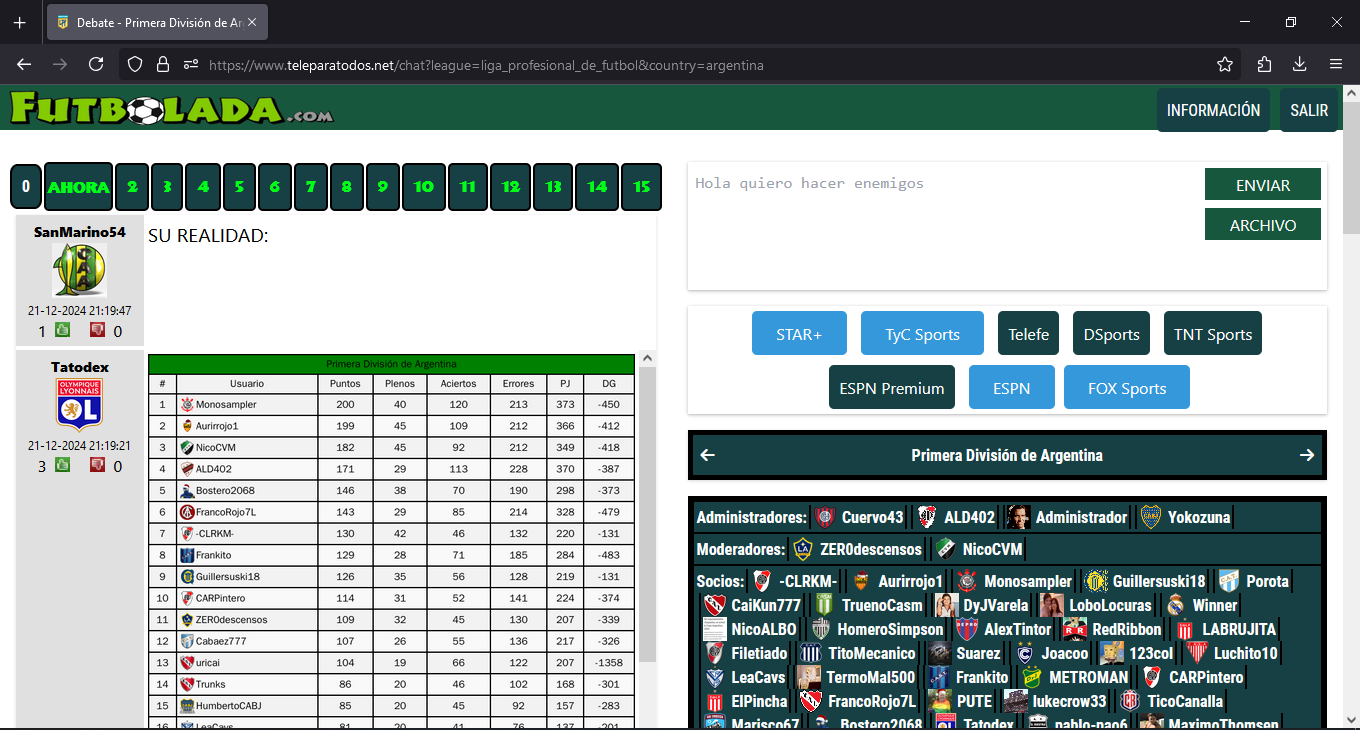 Debate - Primera División de Ar
https://www.teleparatodos.net/chat?league=liga_profesional_de_futbol&country=argentina
FUTBOLADA.COM
INFORMACIÓN SALIR
0 AHORA 2 3 4 5 6 7 8 9 10 11 12 13 14 15
SanMarino54
CAA
21-12-2024 21:19:47
1 0
SU REALIDAD:
Tatodex
OLYMPIQUE LYONNAIS
OL
21-12-2024 21:19:21
3 0
Primera División de Argentina
# Usuario Puntos Plenos Aciertos Errores PJ DG
1 Monosampler 200 40 120 213 373 -450
2 Aurirrojo1 199 45 109 212 366 -412
3 NicoCVM 182 45 92 212 349 -418
4 ALD402 171 29 113 228 370 -387
5 Bostero2068 146 38 70 190 298 -373
6 FrancoRojo7L 143 29 85 214 328 -479
7 -CLRKM- 130 42 46 132 220 -131
8 Frankito 129 28 71 185 284 -483
9 Guillersuski18 126 35 56 128 219 -131
10 CARPintero 114 31 52 141 224 -374
11 ZER0descensos 109 32 45 130 207 -339
12 Cabaez777 107 26 55 136 217 -326
13 uricai 104 19 66 122 207 -1358
14 Trunks 86 20 46 102 168 -301
15 HumbertoCABJ 85 20 45 92 157 -283
16 LeaCavs 81 20 41 76 137 -201
Hola quiero hacer enemigos
ENVIAR
ARCHIVO
STAR+ TyC Sports Telefe DSports TNT Sports
ESPN Premium ESPN FOX Sports
Primera División de Argentina
Administradores: Cuervo43 ALD402 Administrador Yokozuna
Moderadores: ZER0descensos NicoCVM
Socios: -CLRKM- Aurirrojo1 Monosampler Guillersuski18 Porota
CaiKun777 TruenoCasm DyJVarela LoboLocuras Winner
NicoALBO HomeroSimpson AlexTintor RedRibbon LABRUJITA
Filetiado TitoMecanico Suarez Joacoo 123col Luchito10
LeaCavs TermoMal500 Frankito METROMAN CARPintero
ElPincha FrancoRojo7L PUTE lukecrow33 TicoCanalla
Marisco67 Bostero2068 Tatodex pablo-nao6 MaximoThomsen